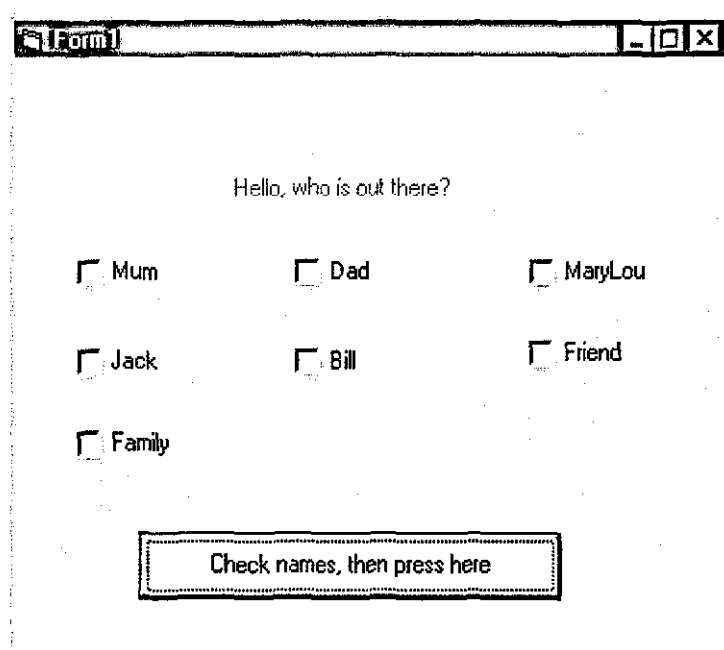 Form1
Hello, who is out there?
Mum Dad MaryLou
Jack Bill Friend
Family
Check names, then press here